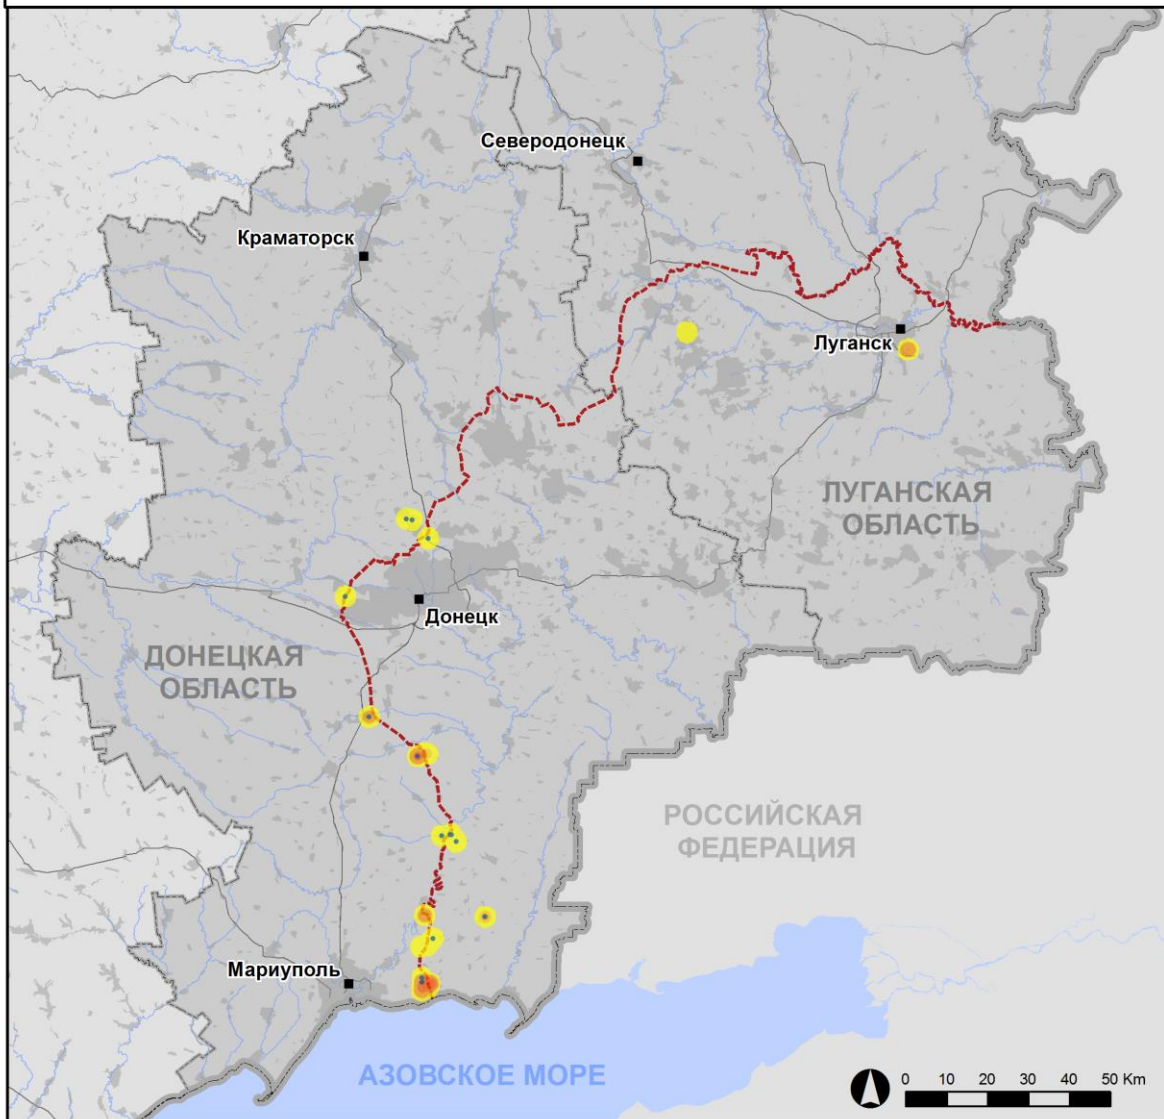 Северодонецк
Краматорск
Луганск
ЛУГАНСКАЯ
ОБЛАСТЬ
Донецк
ДОНЕЦКАЯ
ОБЛАСТЬ
РОССИЙСКАЯ
ФЕДЕРАЦИЯ
Мариуполь
АЗОВСКОЕ МОРЕ
0 10 20 30 40 50 Km